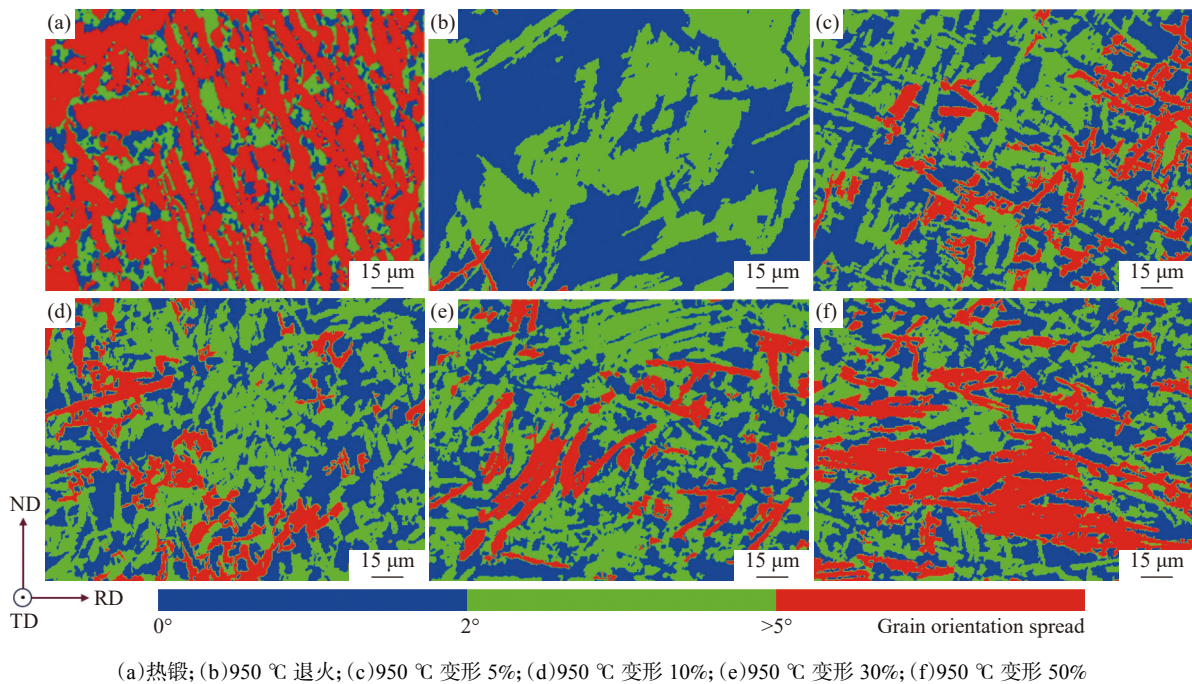 (a)
(b)
(c)
15 μm
15 μm
15 μm
(d)
(e)
(f)
15 μm
15 μm
15 μm
ND
RD
TD
0° 2° >5° Grain orientation spread
(a)热锻; (b)950 ℃ 退火; (c)950 ℃ 变形 5%; (d)950 ℃ 变形 10%; (e)950 ℃ 变形 30%; (f)950 ℃ 变形 50%